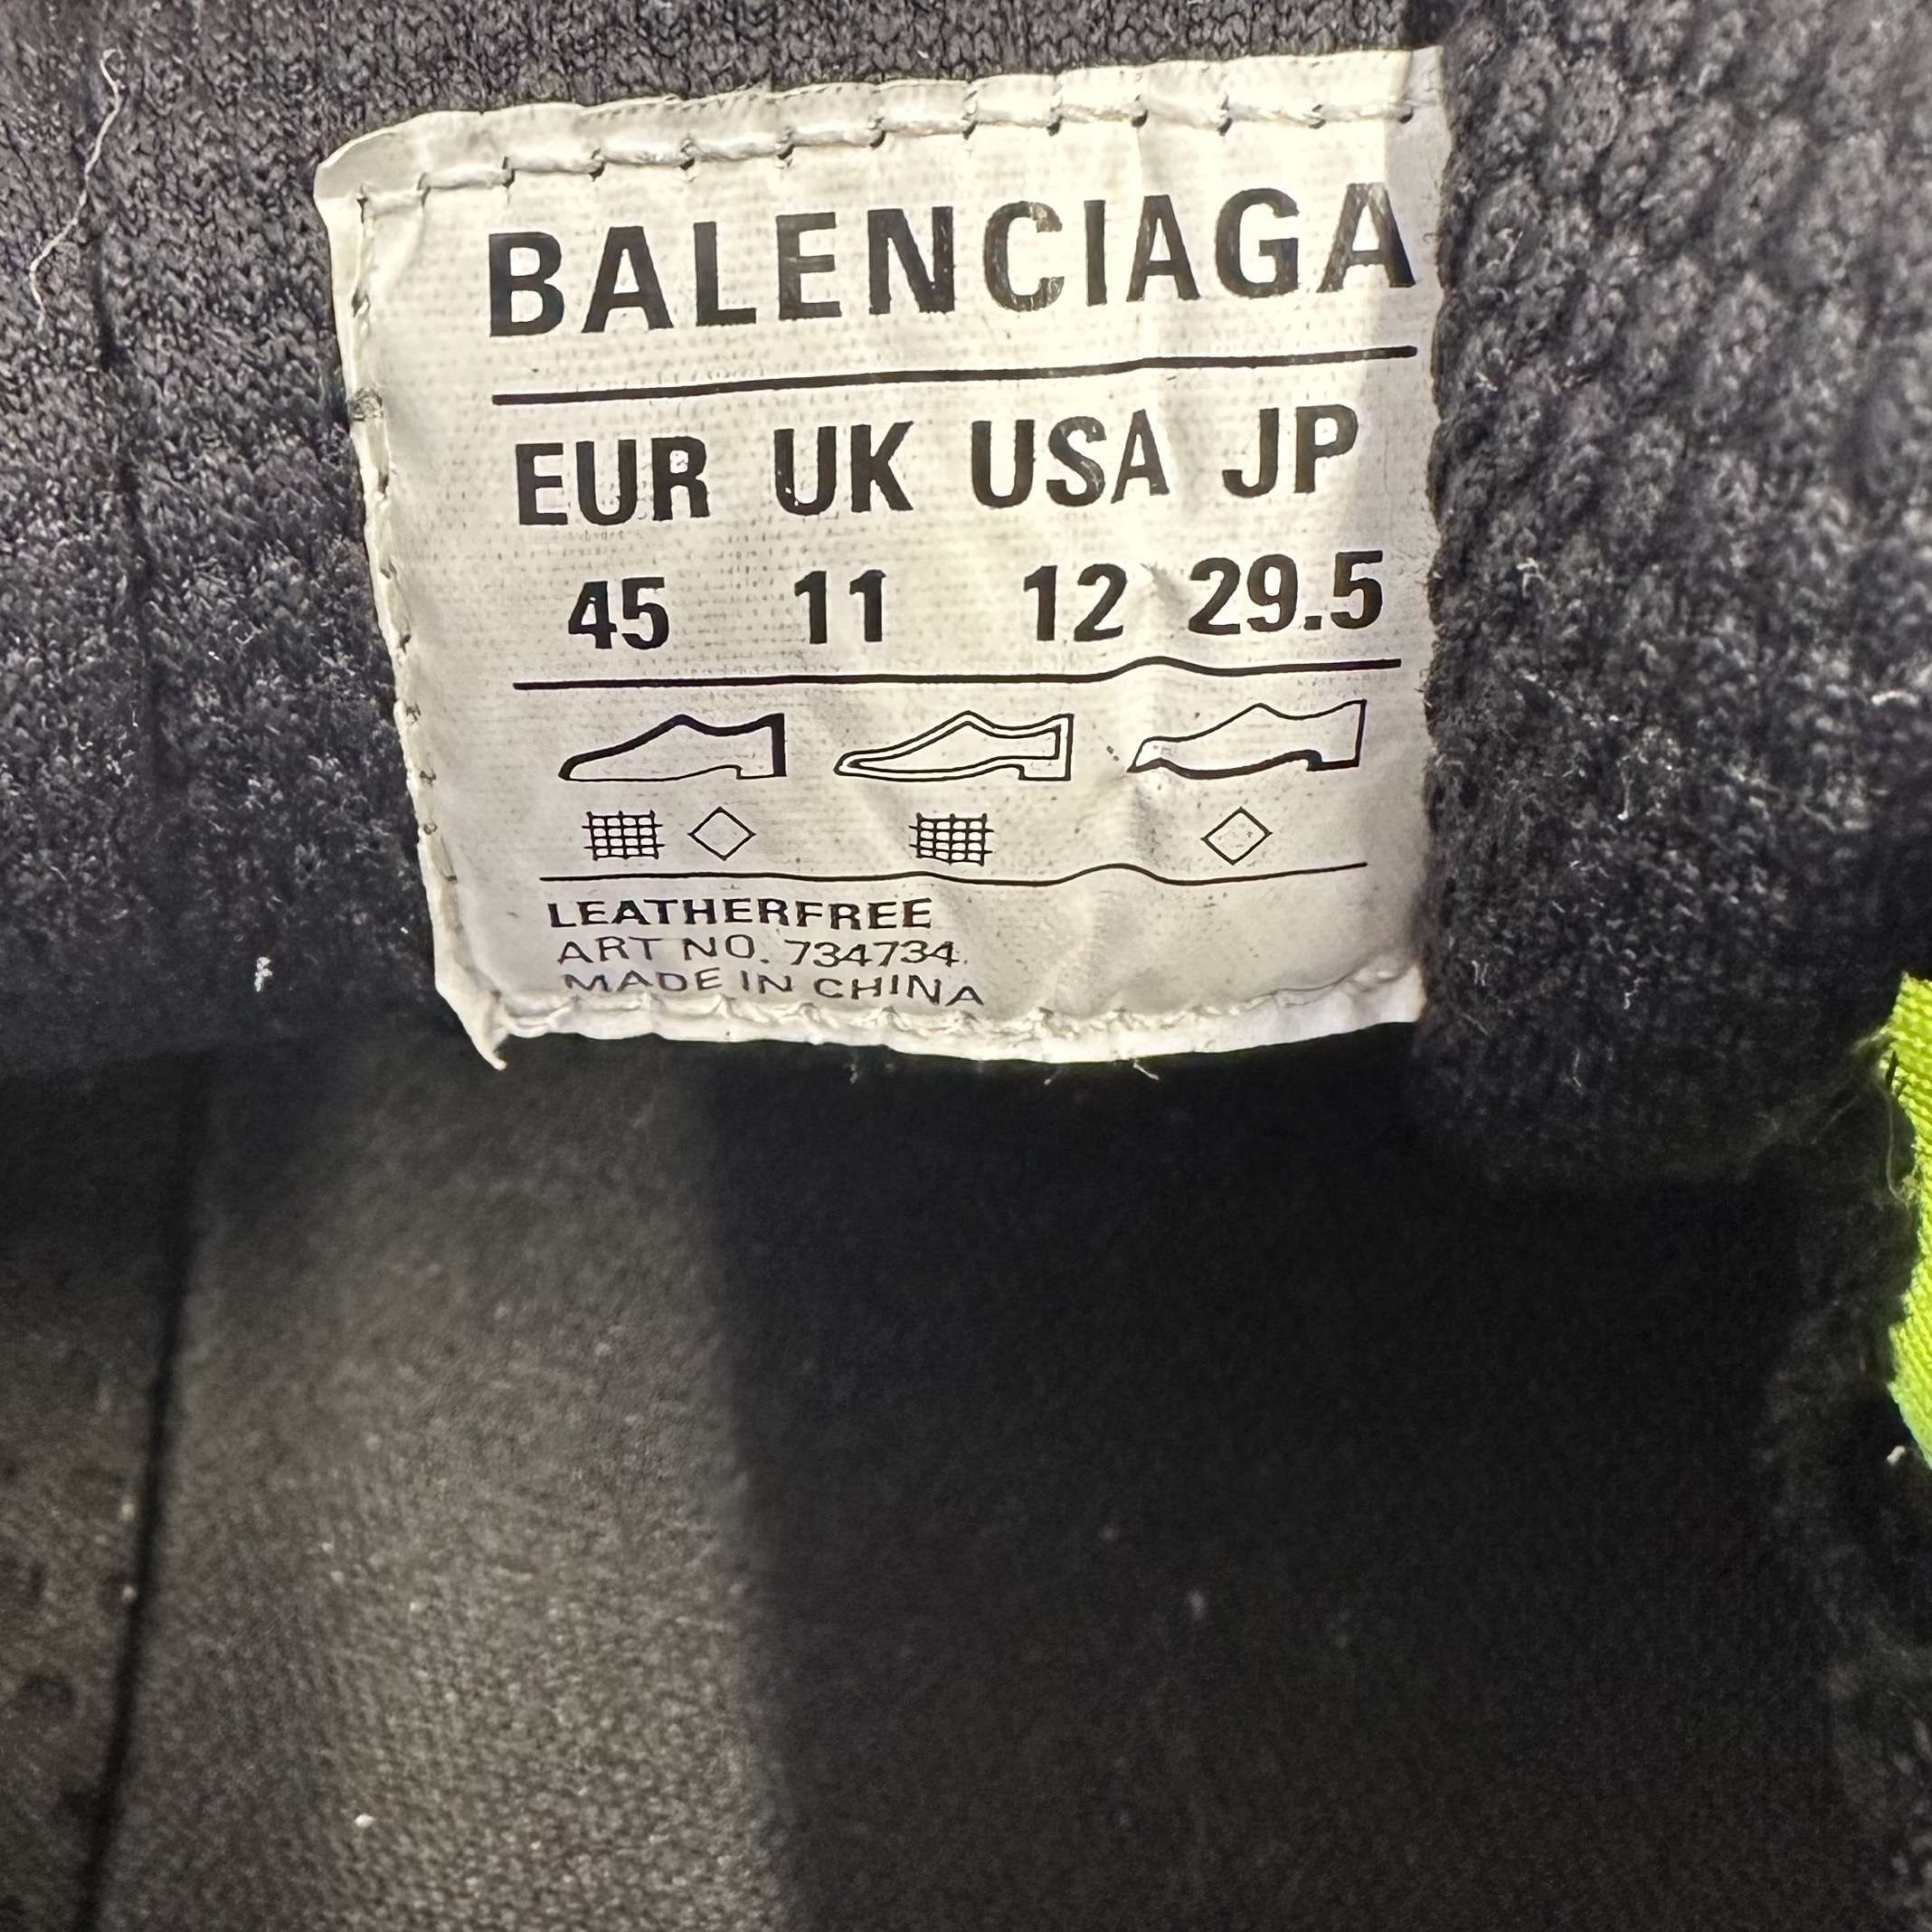 BALENCIAGA
EUR UK USA JP
45 11 12 29.5
LEATHERFREE
ART NO. 734734
MADE IN CHINA